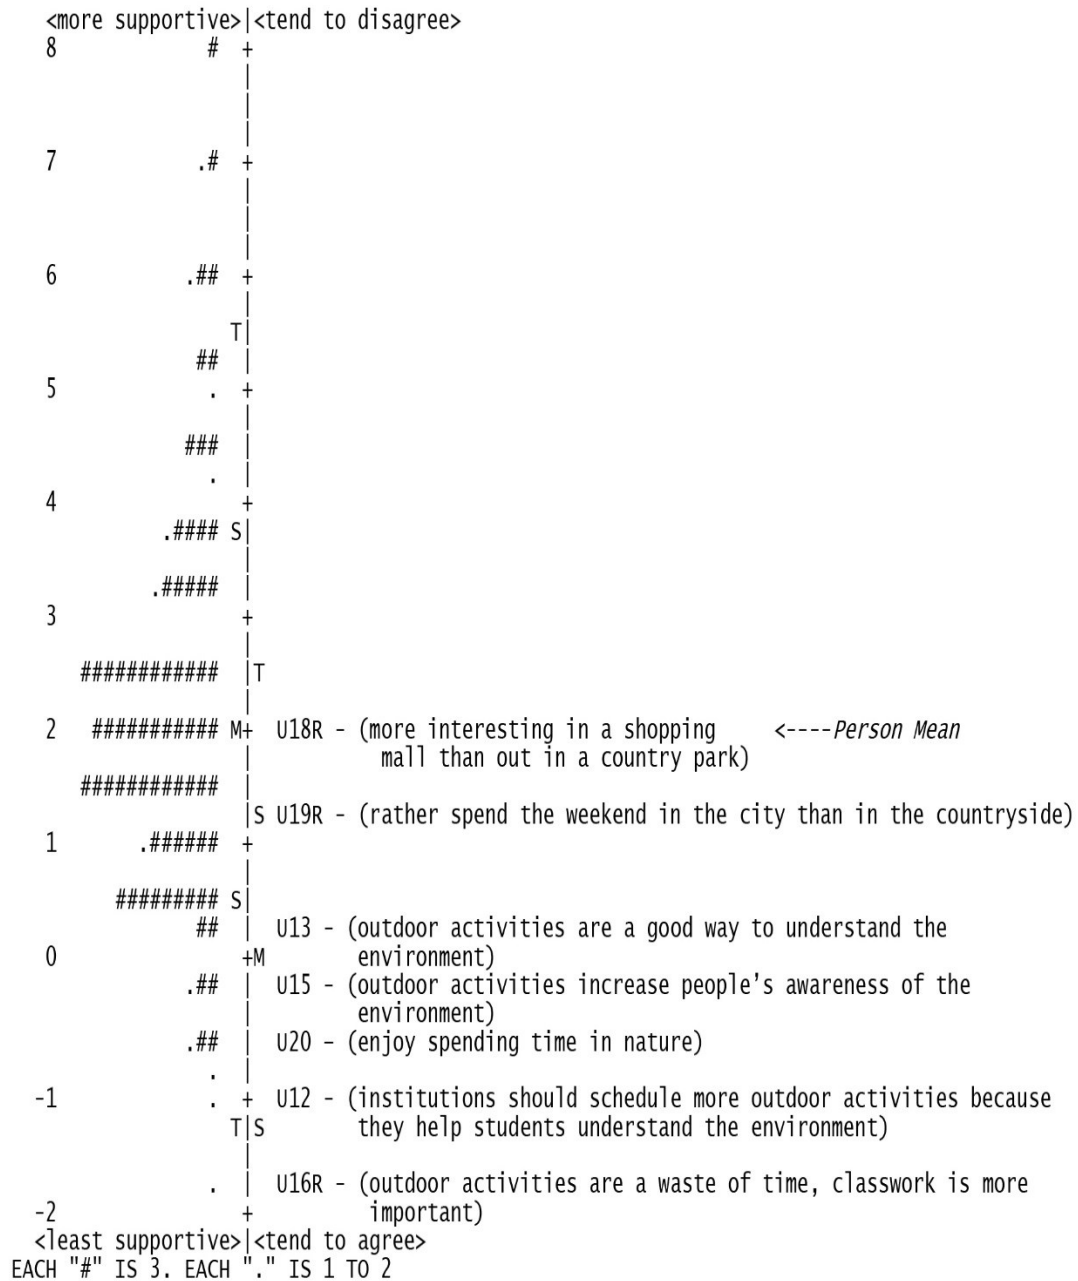 <more supportive>|<tend to disagree>
8 # +
|
|
|
7 .# +
|
|
|
6 .## +
|
T|
## |
5 . +
|
### |
. |
4 +
.#### S|
|
.##### |
3 +
|
############ |T
|
2 ########### M+ U18R - (more interesting in a shopping <----Person Mean
| mall than out in a country park)
############ |
|S U19R - (rather spend the weekend in the city than in the countryside)
1 .###### +
|
######### S|
## | U13 - (outdoor activities are a good way to understand the
0 +M environment)
.## | U15 - (outdoor activities increase people's awareness of the
| environment)
.## | U20 - (enjoy spending time in nature)
. |
-1 . + U12 - (institutions should schedule more outdoor activities because
T|S they help students understand the environment)
|
. | U16R - (outdoor activities are a waste of time, classwork is more
-2 + important)
<least supportive>|<tend to agree>
EACH "#" IS 3. EACH "." IS 1 TO 2